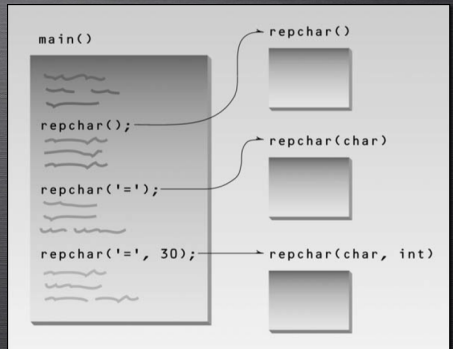 main()
repchar()
repchar();
repchar(char)
repchar('=');
repchar('=', 30);
repchar(char, int)